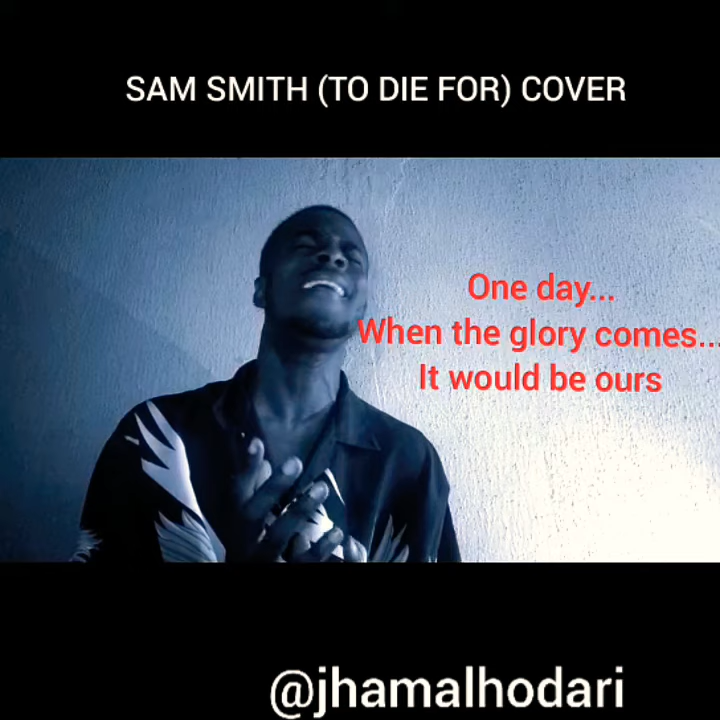 SAM SMITH (TO DIE FOR) COVER
One day...
When the glory comes...
It would be ours
@jhamalhodari